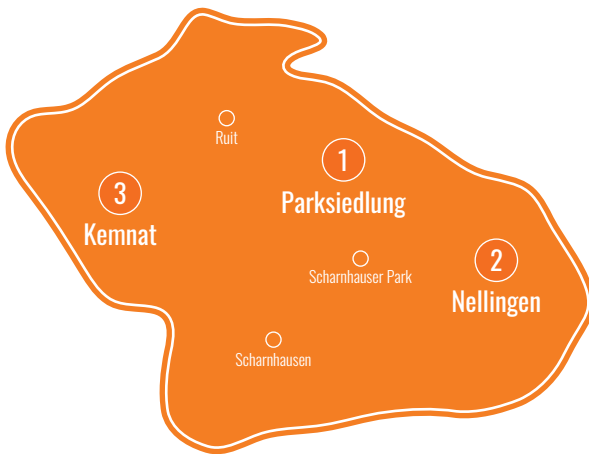 Ruit
1
Parksiedlung
3
Kemnat
2
Nellingen
Scharnhauser Park
Scharnhausen